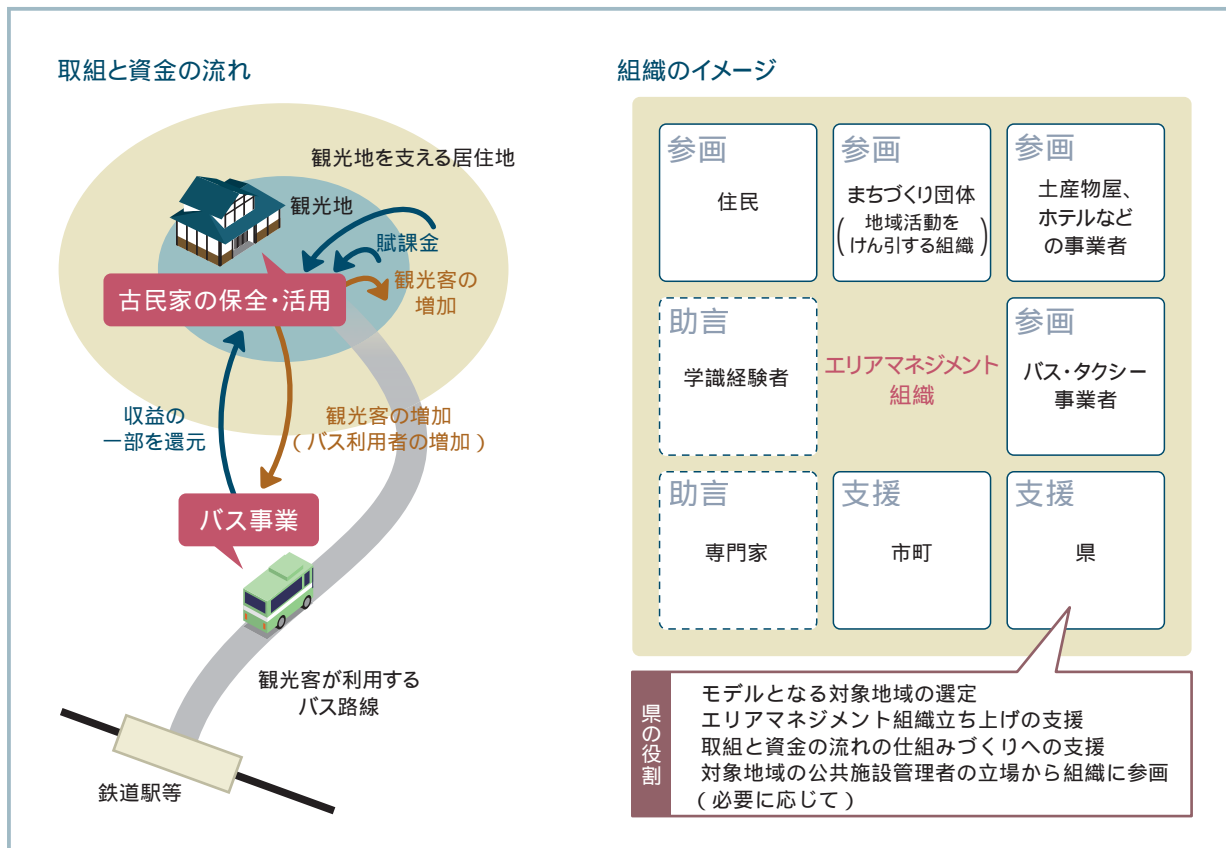 取組と資金の流れ
観光地を支える居住地
観光地
賦課金
古民家の保全・活用
観光客の
増加
収益の
一部を還元
観光客の増加
(バス利用者の増加)
バス事業
観光客が利用する
バス路線
鉄道駅等
組織のイメージ
参画
住民
参画
まちづくり団体
(地域活動を
けん引する組織)
参画
土産物屋、
ホテルなど
の事業者
助言
学識経験者
エリアマネジメント
組織
参画
バス・タクシー
事業者
助言
専門家
支援
市町
支援
県
県の役割
モデルとなる対象地域の選定
エリアマネジメント組織立ち上げの支援
取組と資金の流れの仕組みづくりへの支援
対象地域の公共施設管理者の立場から組織に参画
(必要に応じて)